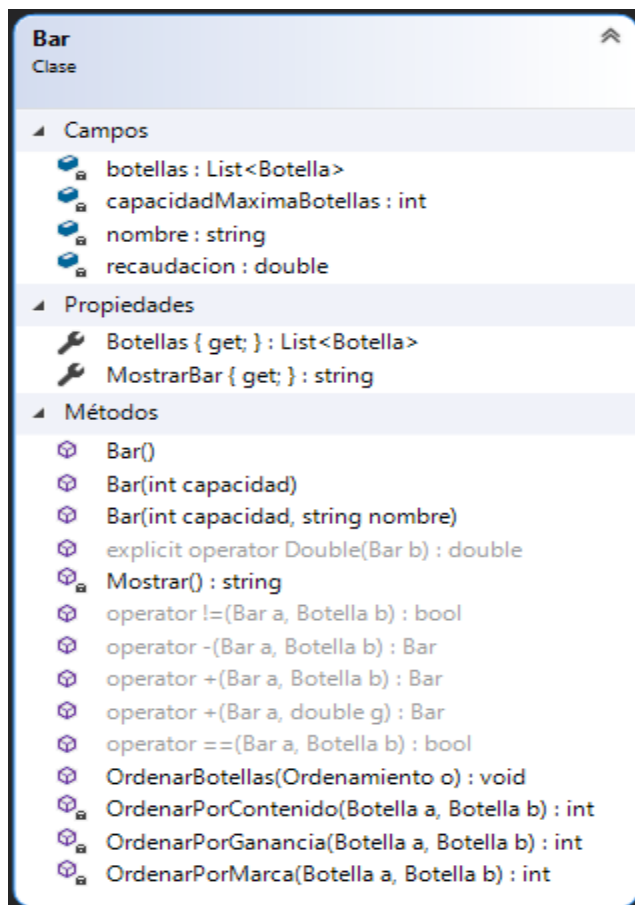 Bar
Clase
Campos
botellas : List<Botella>
capacidadMaximaBotellas : int
nombre : string
recaudacion : double
Propiedades
Botellas { get; } : List<Botella>
MostrarBar { get; } : string
Métodos
Bar()
Bar(int capacidad)
Bar(int capacidad, string nombre)
explicit operator Double(Bar b) : double
Mostrar() : string
operator !=(Bar a, Botella b) : bool
operator -(Bar a, Botella b) : Bar
operator +(Bar a, Botella b) : Bar
operator +(Bar a, double g) : Bar
operator ==(Bar a, Botella b) : bool
OrdenarBotellas(Ordenamiento o) : void
OrdenarPorContenido(Botella a, Botella b) : int
OrdenarPorGanancia(Botella a, Botella b) : int
OrdenarPorMarca(Botella a, Botella b) : int